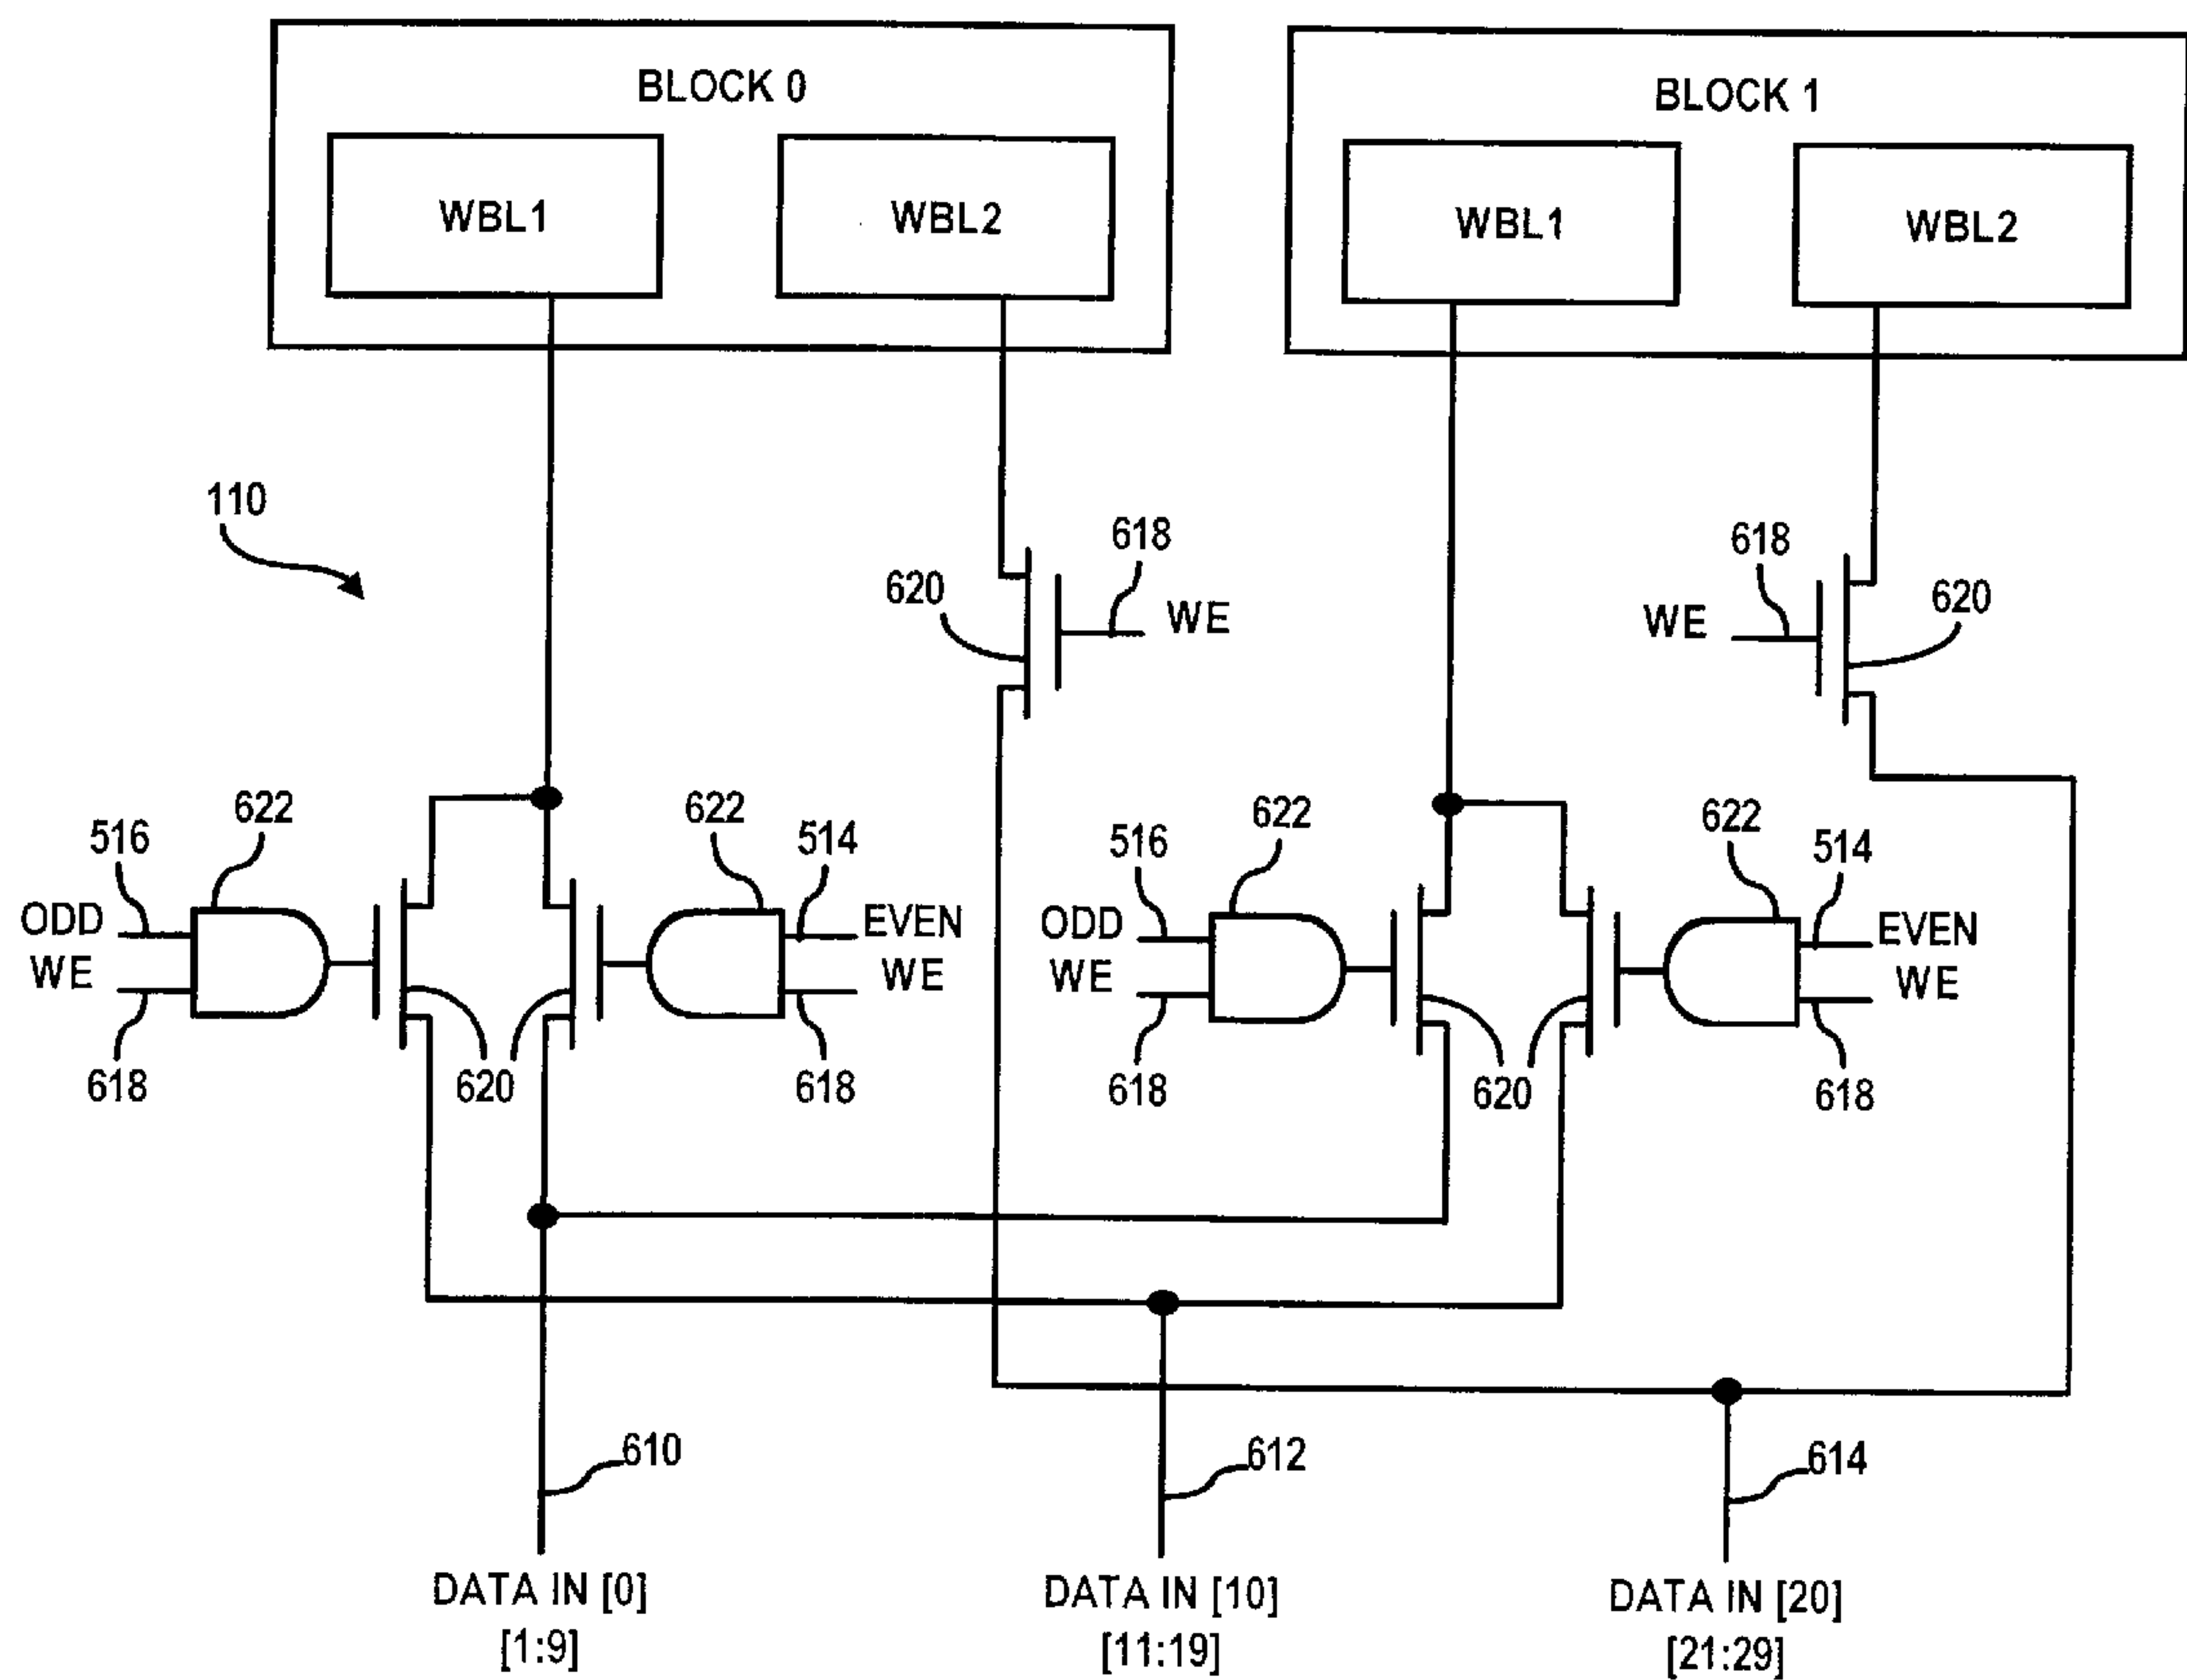 BLOCK 0
BLOCK 1
WBL1
WBL2
WBL1
WBL2
110
618
WE
620
618
WE
620
622
516
ODD
WE
618
622
514
EVEN
WE
618
620
622
516
ODD
WE
618
622
514
EVEN
WE
618
620
610
612
614
DATA IN [0]
[1:9]
DATA IN [10]
[11:19]
DATA IN [20]
[21:29]